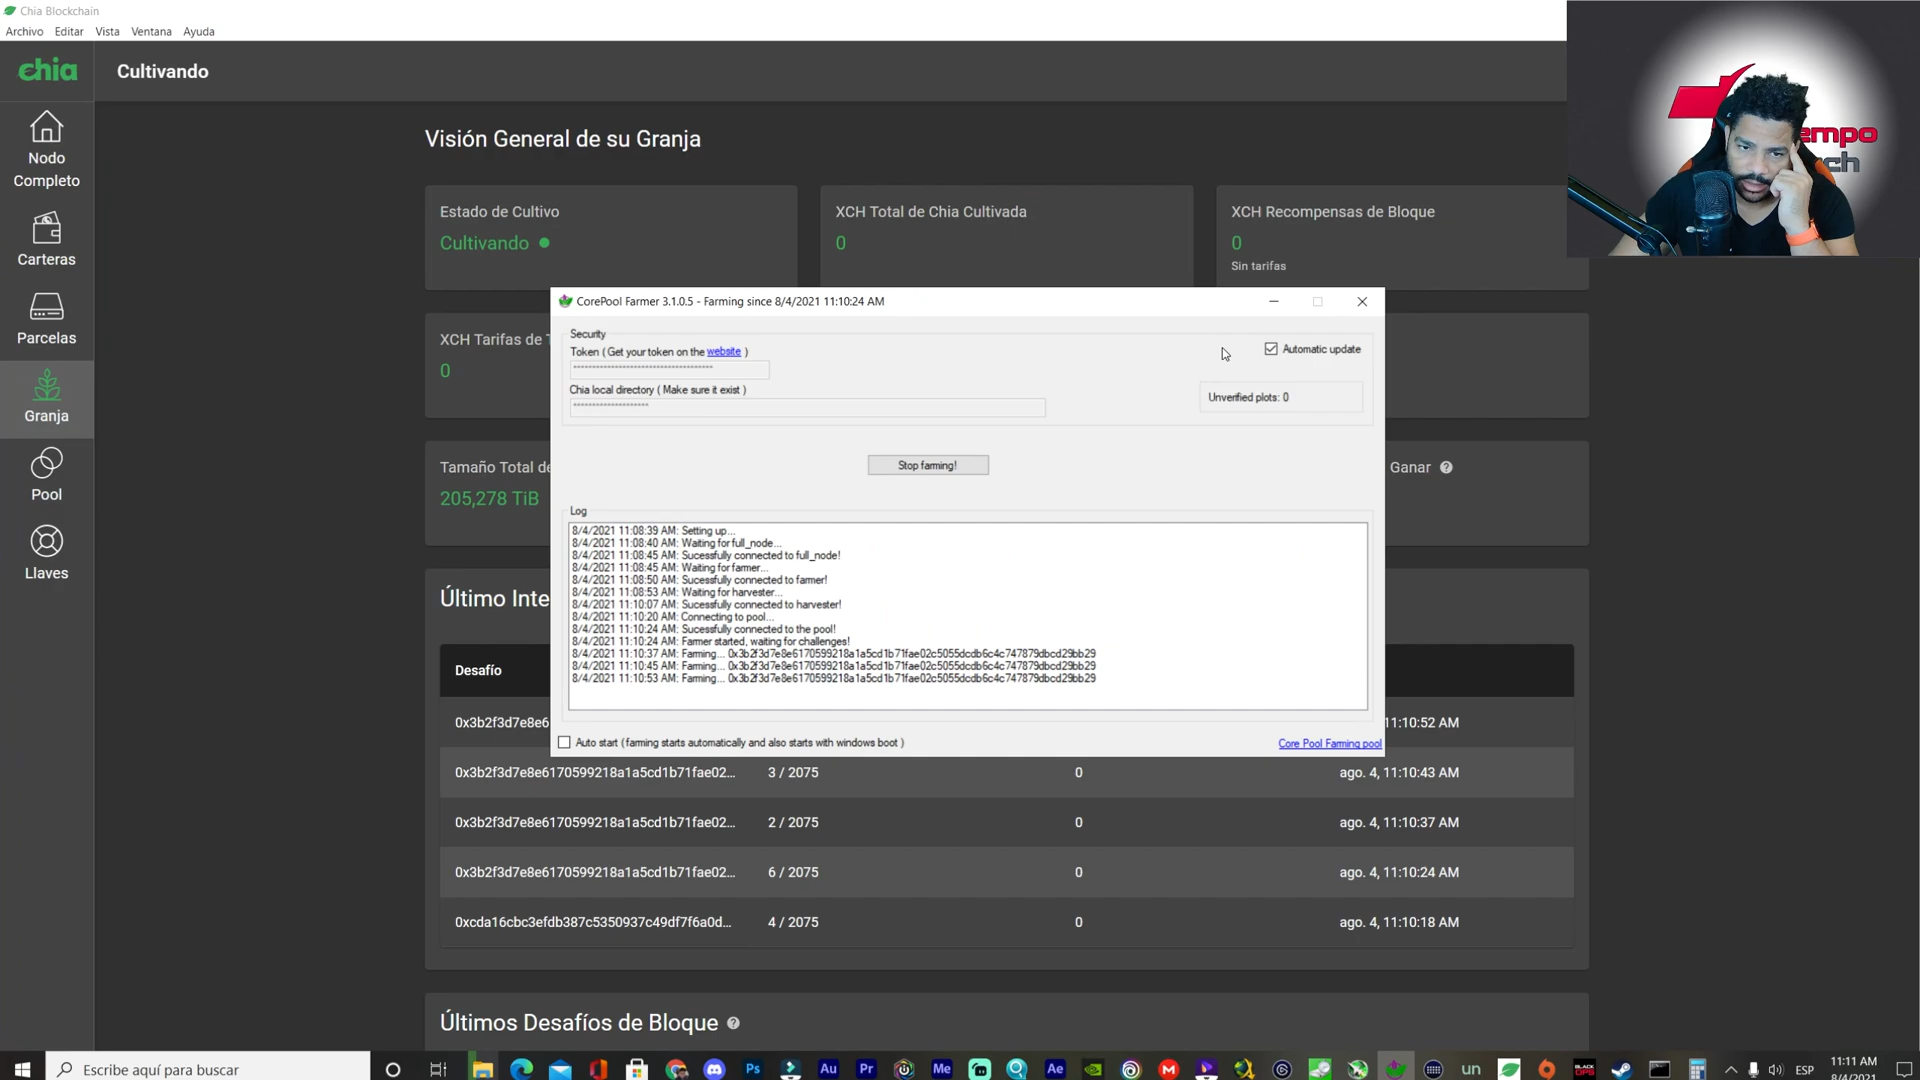 Chia Blockchain
Archivo Editar Vista Ventana Ayuda
chia
Cultivando
Nodo
Completo
Carteras
Parcelas
Granja
Pool
Llaves
Visión General de su Granja
Estado de Cultivo
Cultivando
XCH Total de Chia Cultivada
0
XCH Recompensas de Bloque
0
Sin tarifas
empo
ch
XCH Tarifas de T
0
Tamaño Total de
205,278 TiB
Ganar
CorePool Farmer 3.1.0.5 - Farming since 8/4/2021 11:10:24 AM
Security
Token ( Get your token on the website )
************************************
Automatic update
Chia local directory ( Make sure it exist )
********************
Unverified plots: 0
Stop farming!
Log
8/4/2021 11:08:39 AM: Setting up...
8/4/2021 11:08:40 AM: Waiting for full_node...
8/4/2021 11:08:45 AM: Sucessfully connected to full_node!
8/4/2021 11:08:45 AM: Waiting for farmer...
8/4/2021 11:08:50 AM: Sucessfully connected to farmer!
8/4/2021 11:08:53 AM: Waiting for harvester...
8/4/2021 11:10:07 AM: Sucessfully connected to harvester!
8/4/2021 11:10:20 AM: Connecting to pool...
8/4/2021 11:10:24 AM: Sucessfully connected to the pool!
8/4/2021 11:10:24 AM: Farmer started, waiting for challenges!
8/4/2021 11:10:37 AM: Farming... 0x3b2f3d7e8e6170599218a1a5cd1b71fae02c5055dcdb6c4c747879dbcd29bb29
8/4/2021 11:10:45 AM: Farming... 0x3b2f3d7e8e6170599218a1a5cd1b71fae02c5055dcdb6c4c747879dbcd29bb29
8/4/2021 11:10:53 AM: Farming... 0x3b2f3d7e8e6170599218a1a5cd1b71fae02c5055dcdb6c4c747879dbcd29bb29
Auto start ( farming starts automatically and also starts with windows boot )
Core Pool Farming pool
Último Inte
Desafío
0x3b2f3d7e8e6 1:10:52 AM
0x3b2f3d7e8e6170599218a1a5cd1b71fae02... 3 / 2075 0 ago. 4, 11:10:43 AM
0x3b2f3d7e8e6170599218a1a5cd1b71fae02... 2 / 2075 0 ago. 4, 11:10:37 AM
0x3b2f3d7e8e6170599218a1a5cd1b71fae02... 6 / 2075 0 ago. 4, 11:10:24 AM
0xcda16cbc3efdb387c5350937c49df7f6a0d... 4 / 2075 0 ago. 4, 11:10:18 AM
Últimos Desafíos de Bloque
Escribe aquí para buscar
Ps
Au
Pr
Me
Ae
un
ESP
11:11 AM
8/4/2021